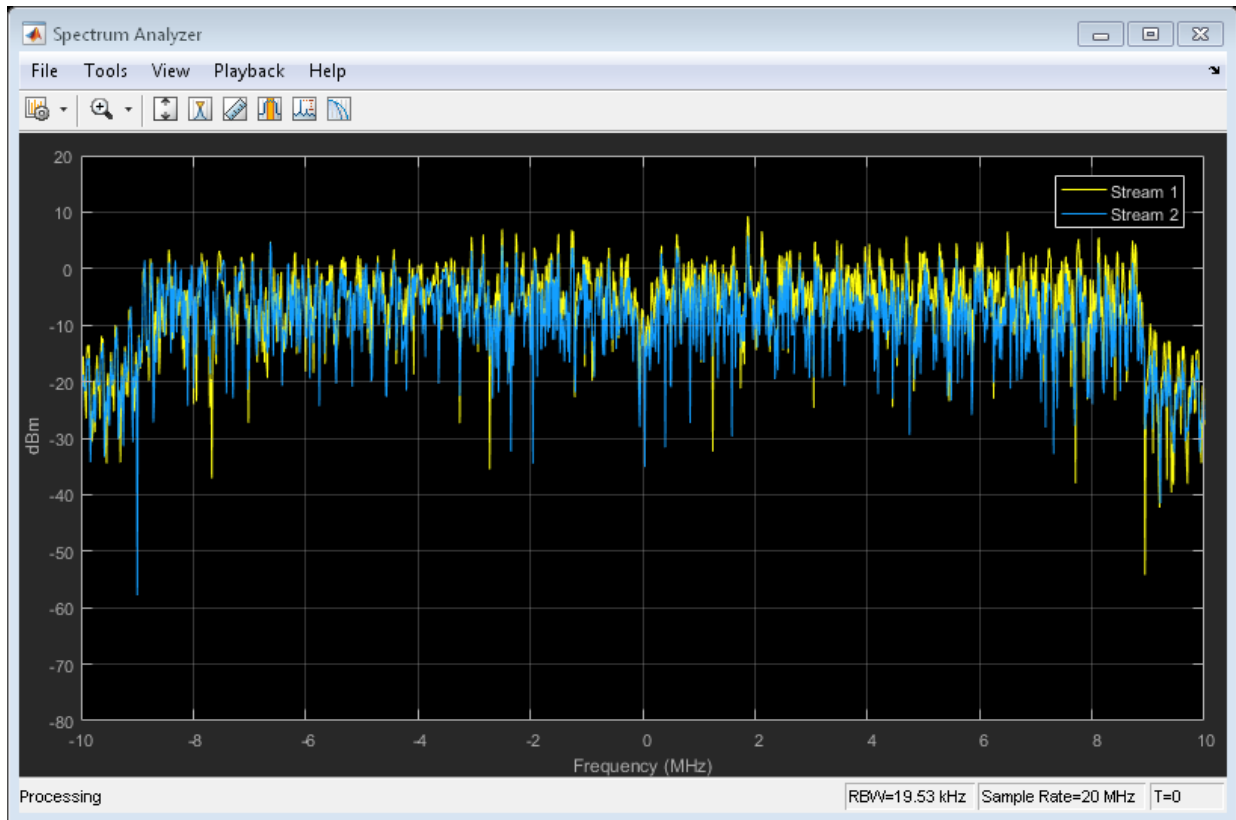 Spectrum Analyzer
File Tools View Playback Help
20
10
0
-10
-20
-30
-40
-50
-60
-70
-80
dBm
Stream 1
Stream 2
-10 -8 -6 -4 -2 0 2 4 6 8 10
Frequency (MHz)
Processing RBW=19.53 kHz Sample Rate=20 MHz T=0